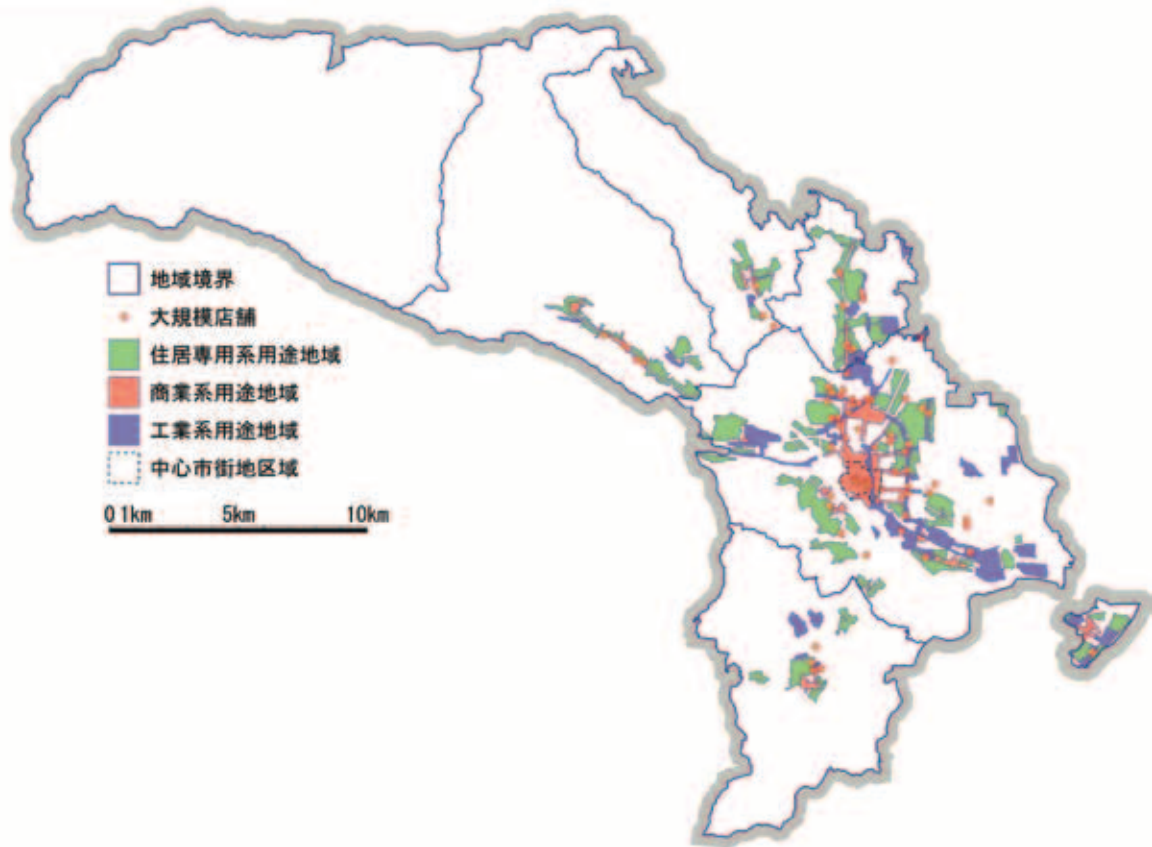 地域境界
大規模店舗
住居専用系用途地域
商業系用途地域
工業系用途地域
中心市街地区域
0 1km 5km 10km